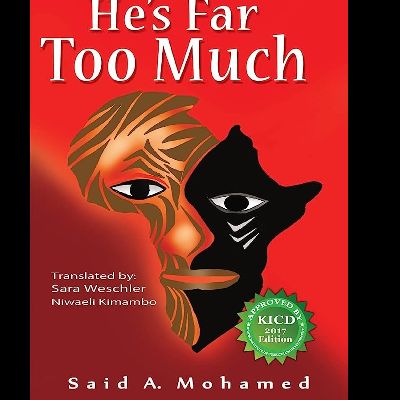 He's Far
Too Much
Translated by:
Sara Weschler
Niwaeli Kimambo
APPROVED BY
KICD
2017
Edition
Said A. Mohamed